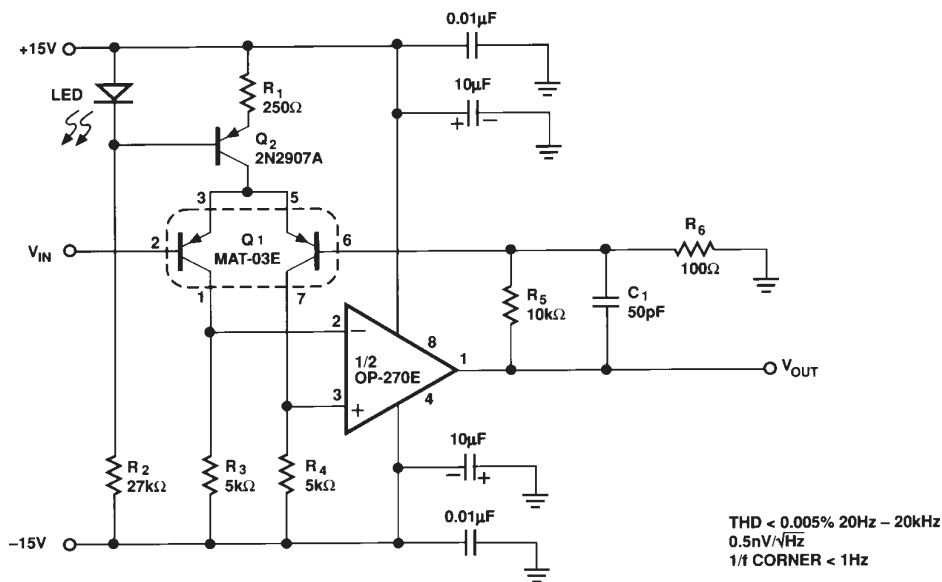 0.01µF
+15V
LED
R1
250Ω
10µF
+ −
Q2
2N2907A
3 5
VIN
2
Q1
MAT-03E
6
R6
100Ω
1 7
R5
10kΩ
C1
50pF
2 −
8
1/2
OP-270E
1
VOUT
3 +
4
R2
27kΩ
R3
5kΩ
R4
5kΩ
10µF
− +
0.01µF
−15V
THD < 0.005% 20Hz – 20kHz
0.5nV/√Hz
1/f CORNER < 1Hz